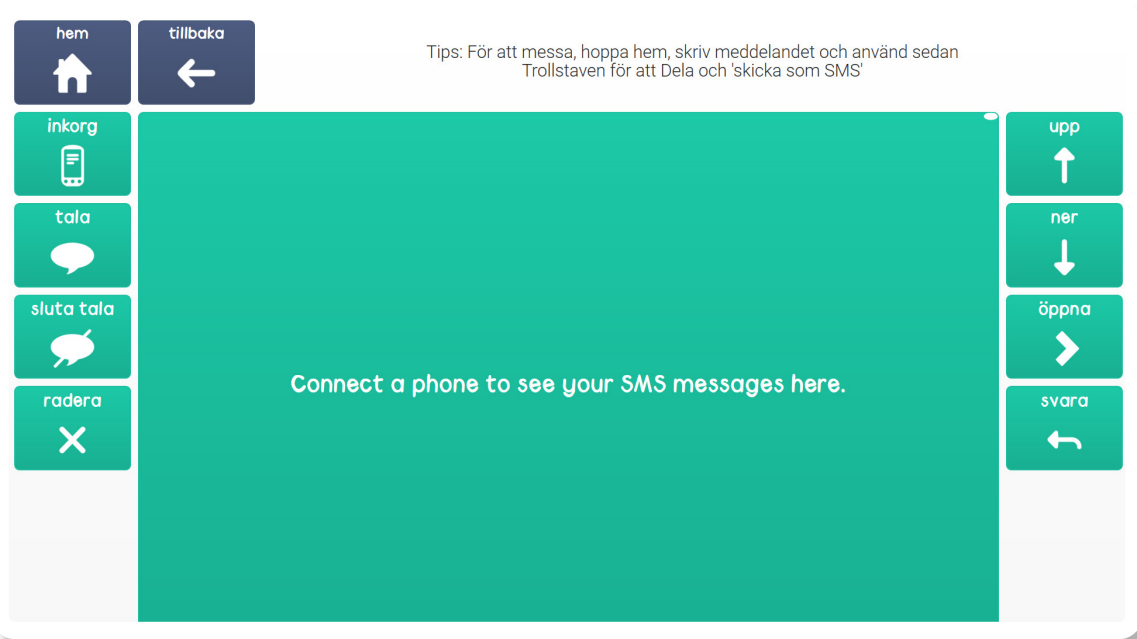 hem
tillbaka
Tips: För att messa, hoppa hem, skriv meddelandet och använd sedan
Trollstaven för att Dela och 'skicka som SMS'
inkorg
tala
sluta tala
radera
Connect a phone to see your SMS messages here.
upp
ner
öppna
svara